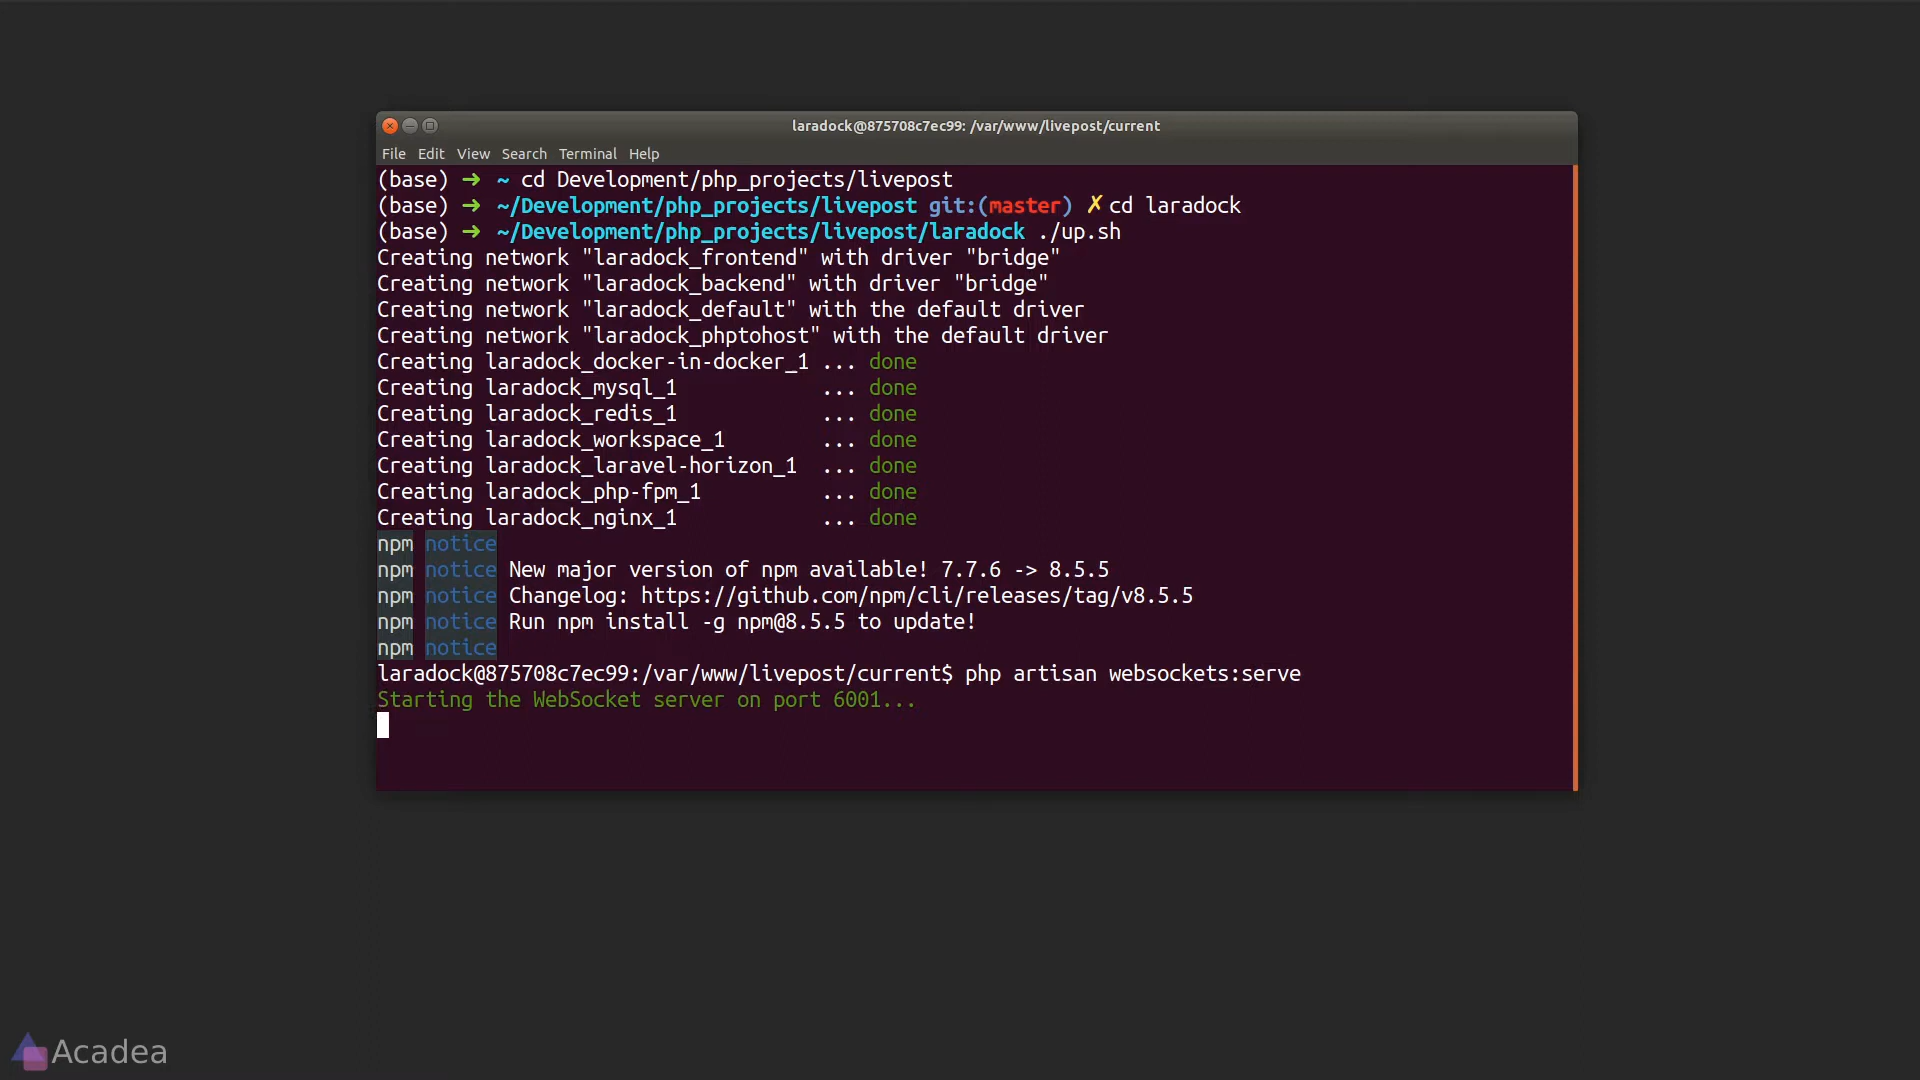 laradock@875708c7ec99: /var/www/livepost/current
File Edit View Search Terminal Help
(base) ➜ ~ cd Development/php_projects/livepost
(base) ➜ ~/Development/php_projects/livepost git:(master) ✗ cd laradock
(base) ➜ ~/Development/php_projects/livepost/laradock ./up.sh
Creating network "laradock_frontend" with driver "bridge"
Creating network "laradock_backend" with driver "bridge"
Creating network "laradock_default" with the default driver
Creating network "laradock_phptohost" with the default driver
Creating laradock_docker-in-docker_1 ... done
Creating laradock_mysql_1 ... done
Creating laradock_redis_1 ... done
Creating laradock_workspace_1 ... done
Creating laradock_laravel-horizon_1 ... done
Creating laradock_php-fpm_1 ... done
Creating laradock_nginx_1 ... done
npm notice
npm notice New major version of npm available! 7.7.6 -> 8.5.5
npm notice Changelog: https://github.com/npm/cli/releases/tag/v8.5.5
npm notice Run npm install -g npm@8.5.5 to update!
npm notice
laradock@875708c7ec99:/var/www/livepost/current$ php artisan websockets:serve
Starting the WebSocket server on port 6001...
Acadea